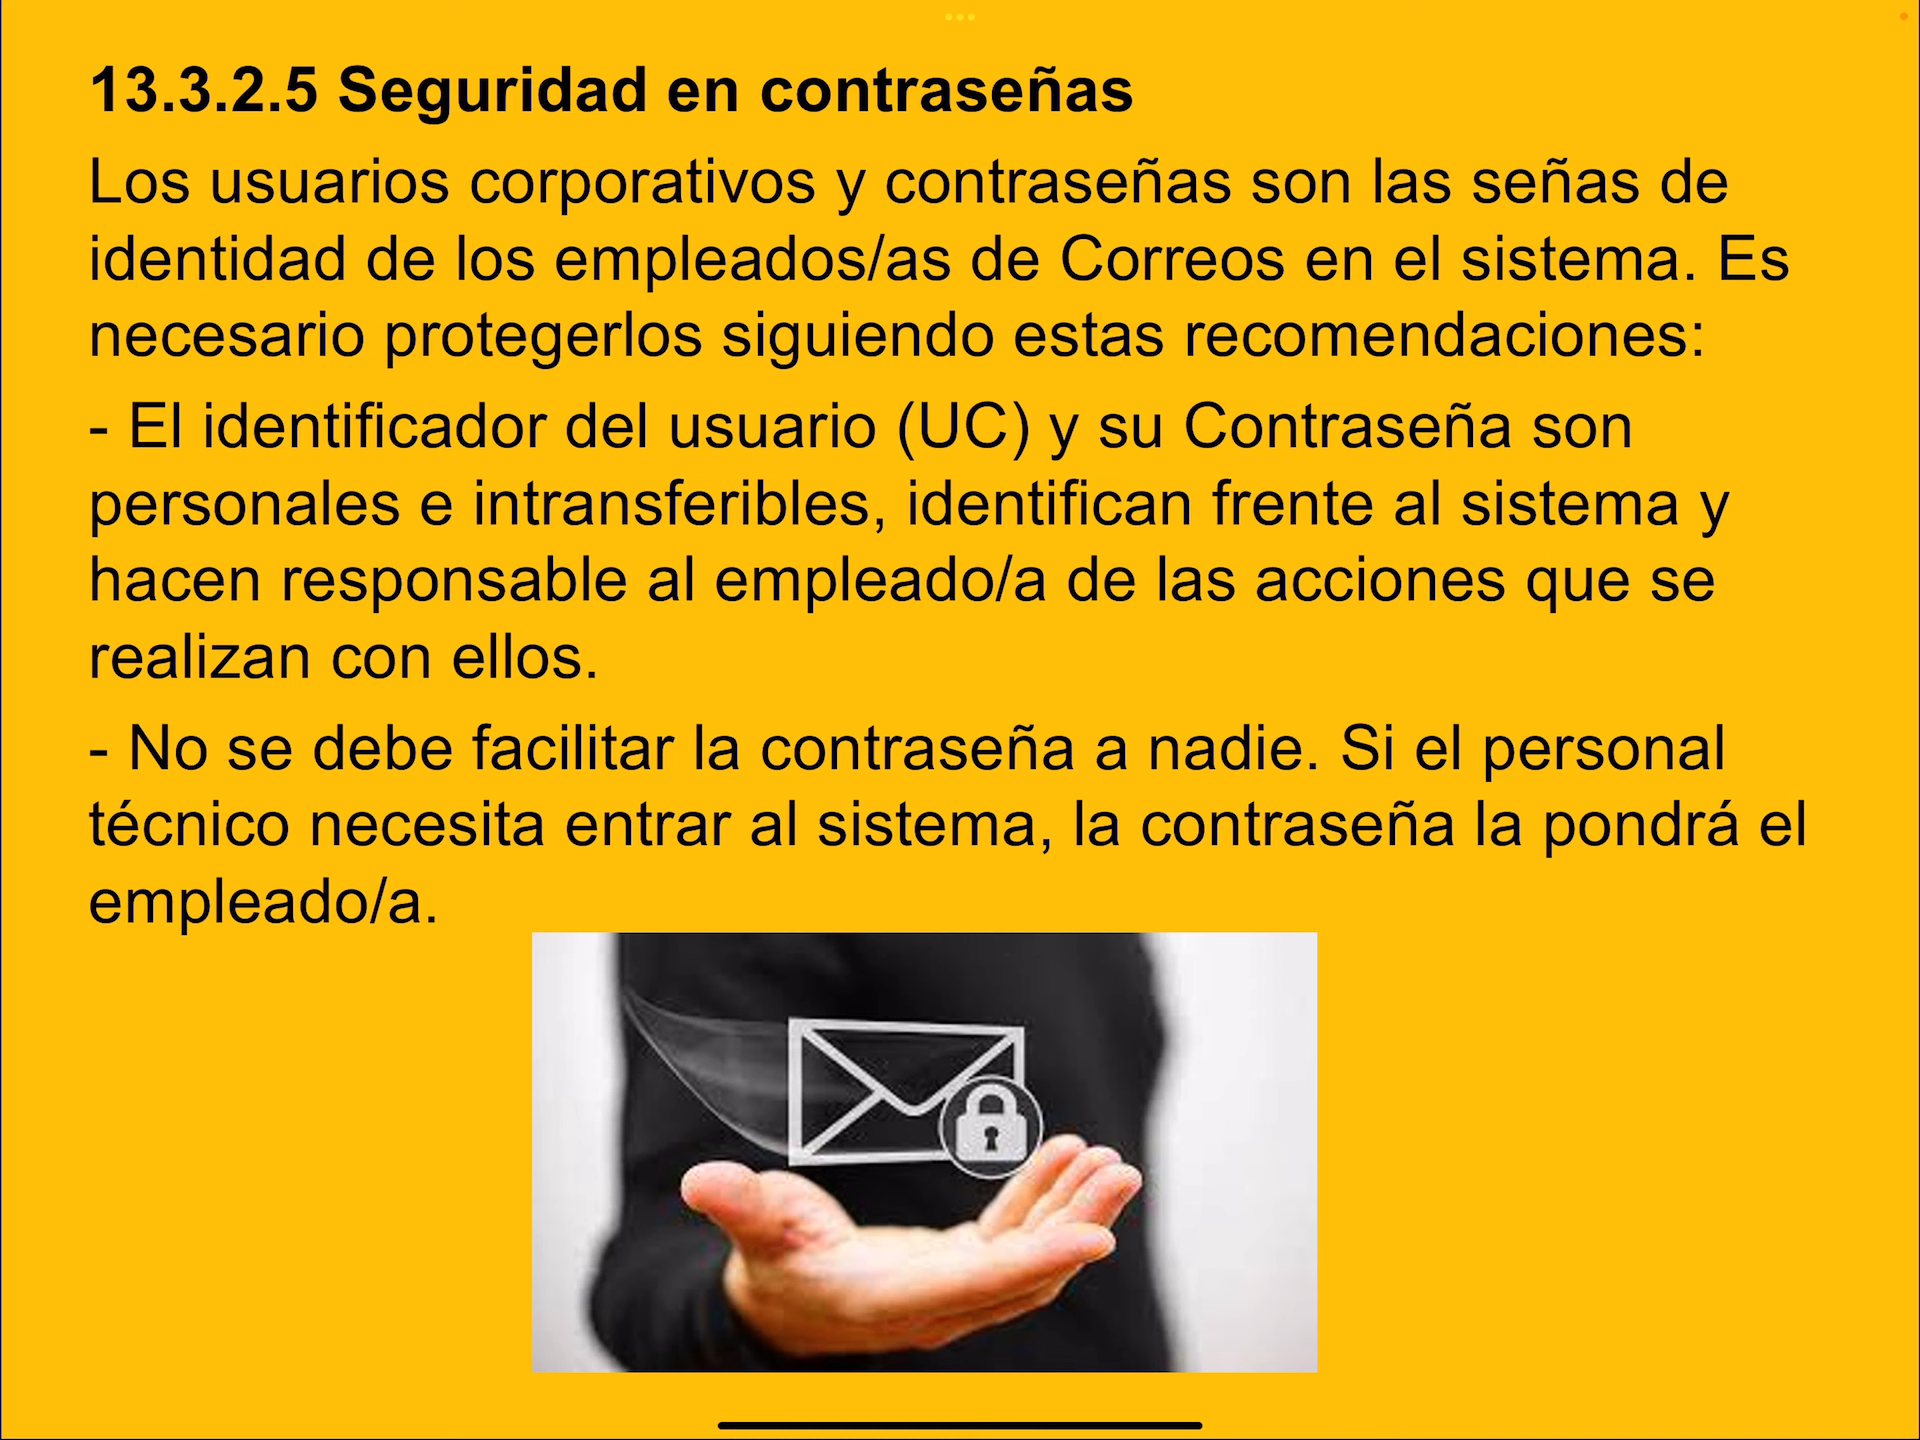 13.3.2.5 Seguridad en contraseñas
Los usuarios corporativos y contraseñas son las señas de
identidad de los empleados/as de Correos en el sistema. Es
necesario protegerlos siguiendo estas recomendaciones:
- El identificador del usuario (UC) y su Contraseña son
personales e intransferibles, identifican frente al sistema y
hacen responsable al empleado/a de las acciones que se
realizan con ellos.
- No se debe facilitar la contraseña a nadie. Si el personal
técnico necesita entrar al sistema, la contraseña la pondrá el
empleado/a.